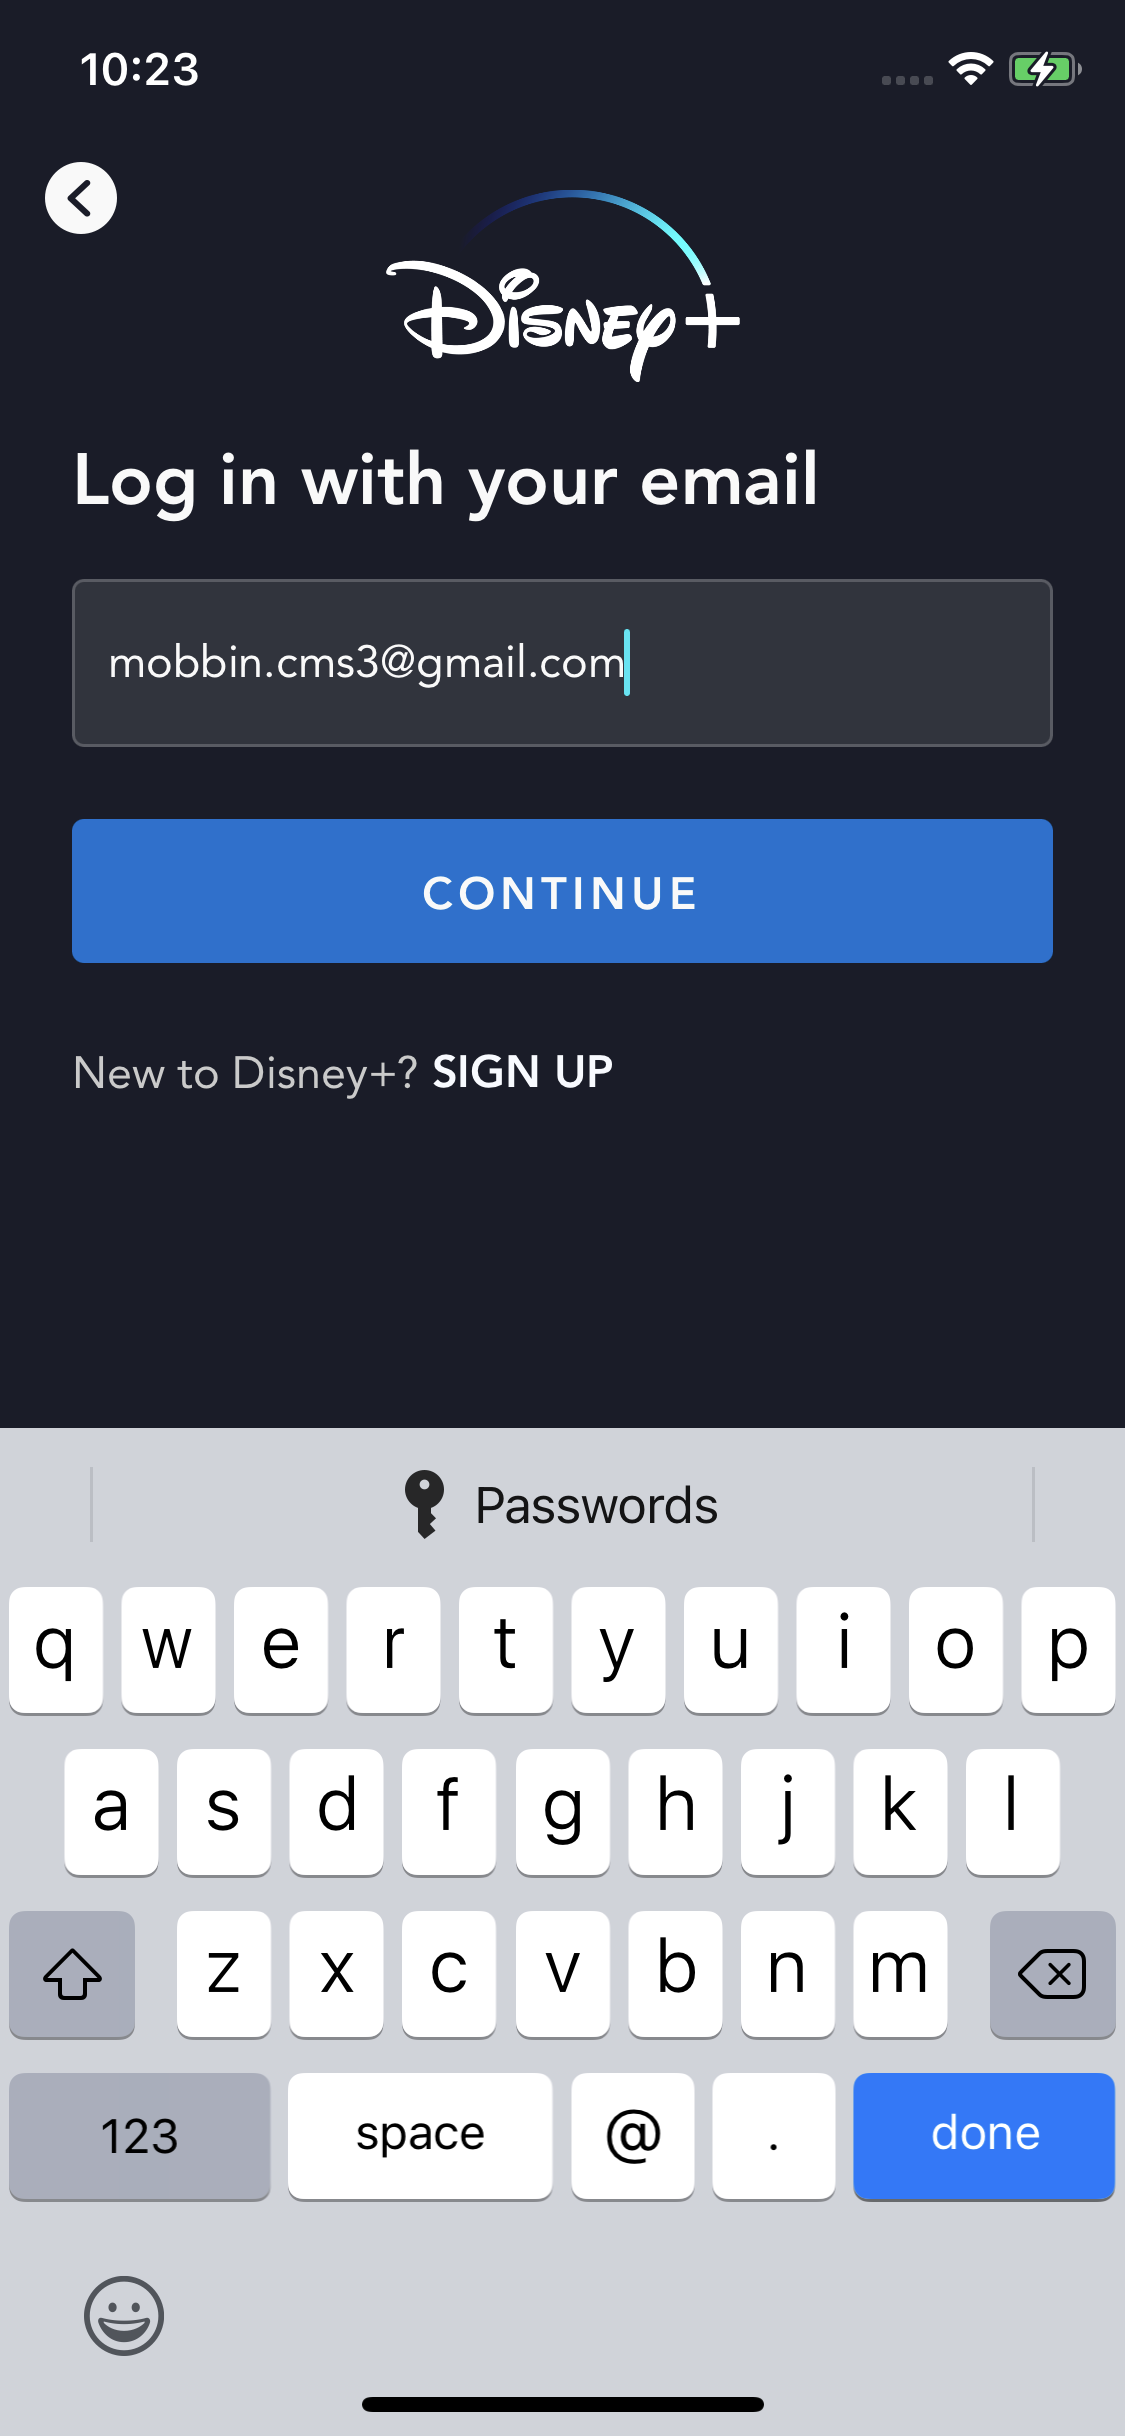 10:23
Disney+
Log in with your email
mobbin.cms3@gmail.com
CONTINUE
New to Disney+? SIGN UP
Passwords
q w e r t y u i o p
a s d f g h j k l
z x c v b n m
123 space @ . done